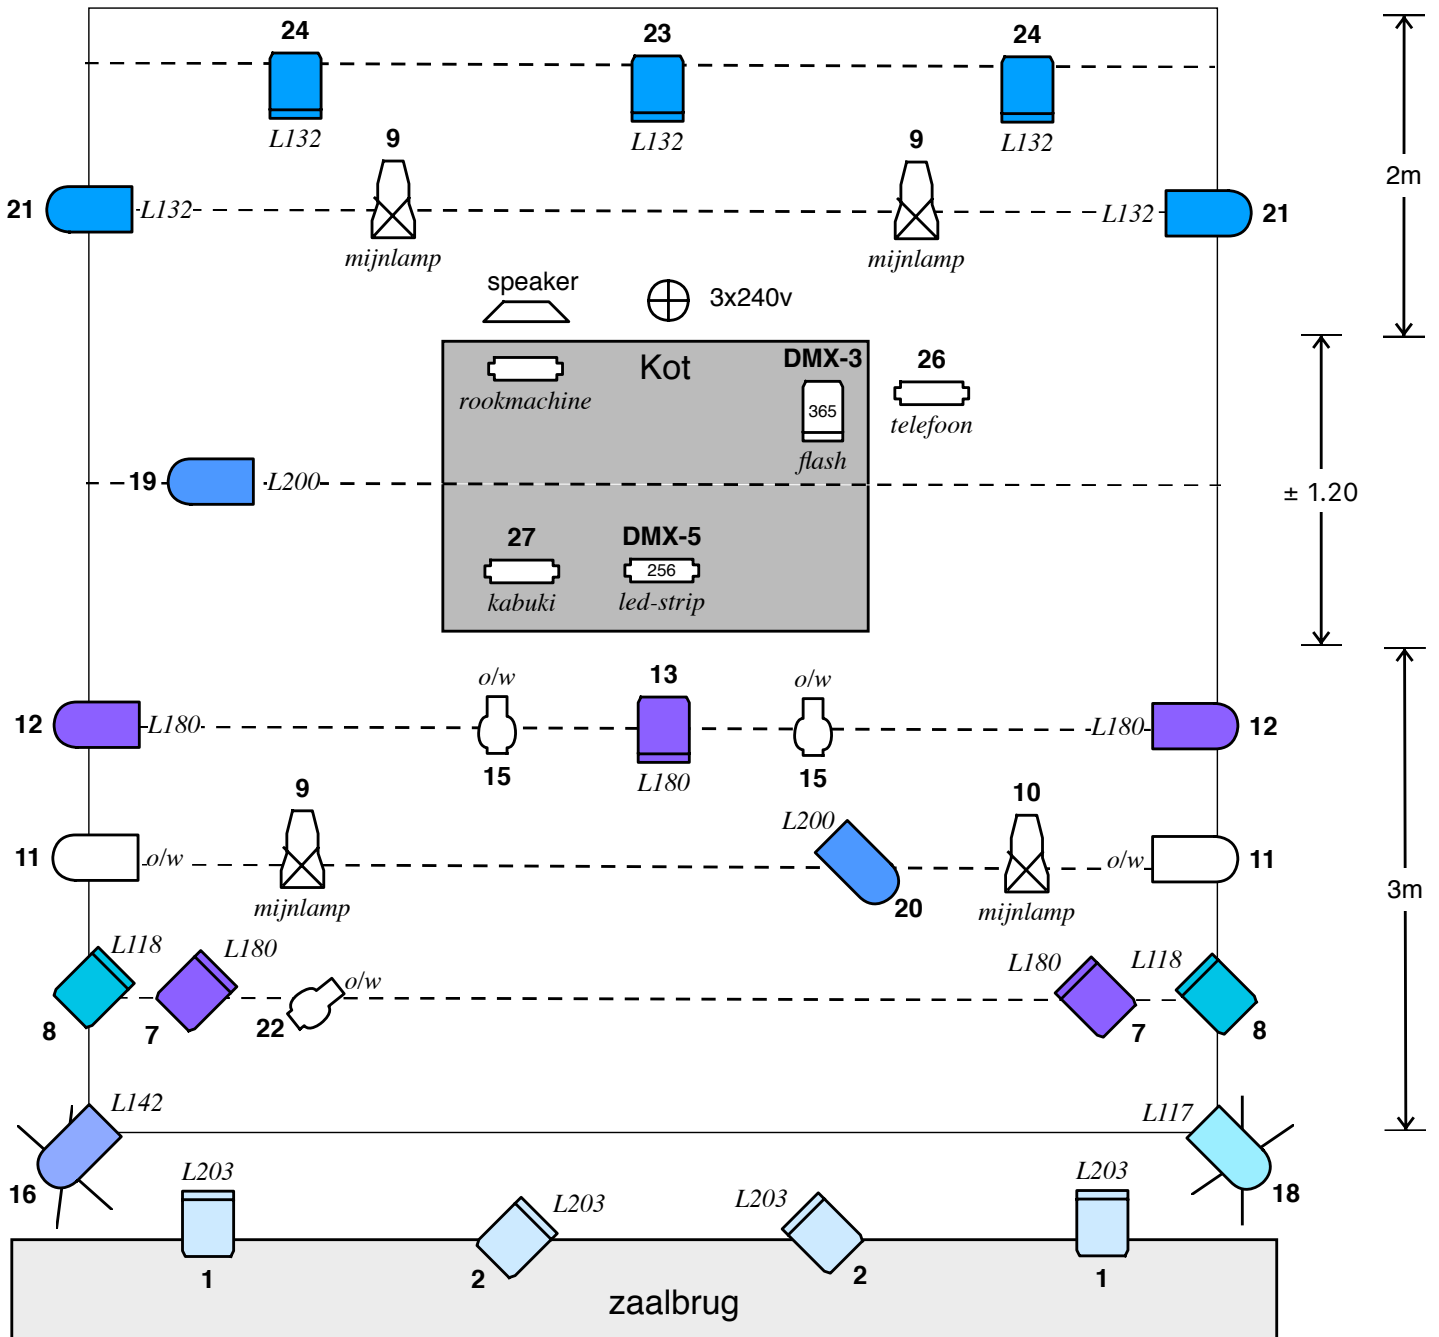 24 23 24
L132 L132 L132
9 9
2m
21 L132 L132 21
mijnlamp mijnlamp
speaker
3x240v
Kot DMX-3 26
365
rookmachine telefoon
flash
19 L200
± 1.20
27 DMX-5
256
kabuki led-strip
o/w 13 o/w
12 L180 L180 12
15 L180 15
9 10
L200
11 o/w o/w 11
3m
mijnlamp 20 mijnlamp
L118 L180 L180 L118
o/w
8 7 22 7 8
L142 L117
L203 L203 L203 L203
16 18
1 2 2 1
zaalbrug